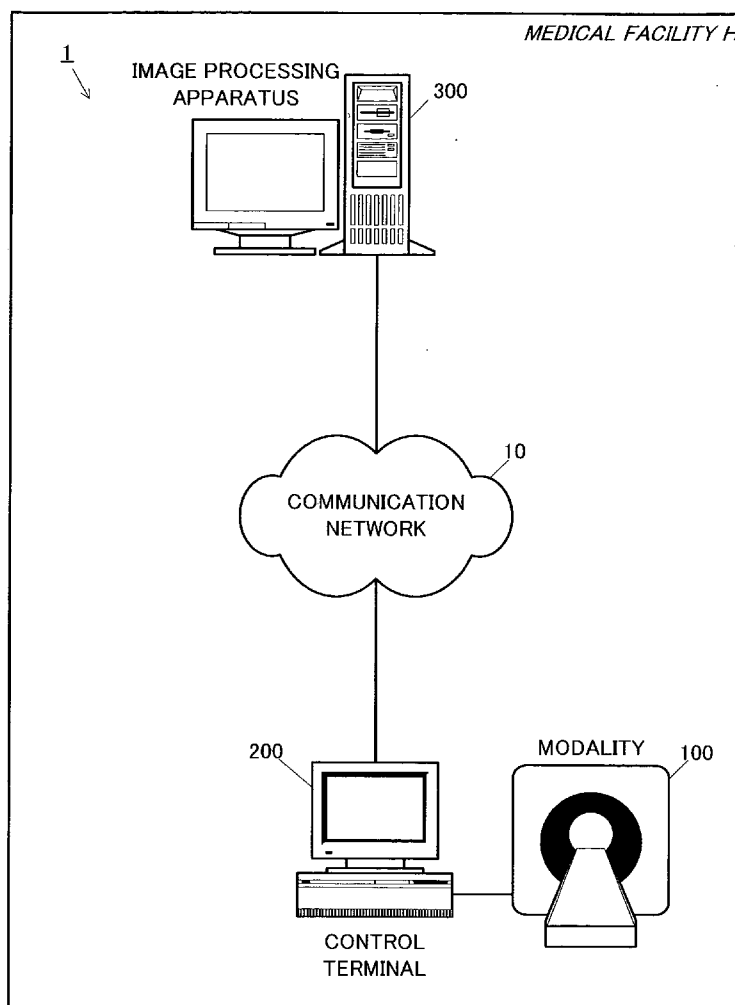 MEDICAL FACILITY H
1
IMAGE PROCESSING
APPARATUS
300
10
COMMUNICATION
NETWORK
200
MODALITY
100
CONTROL
TERMINAL